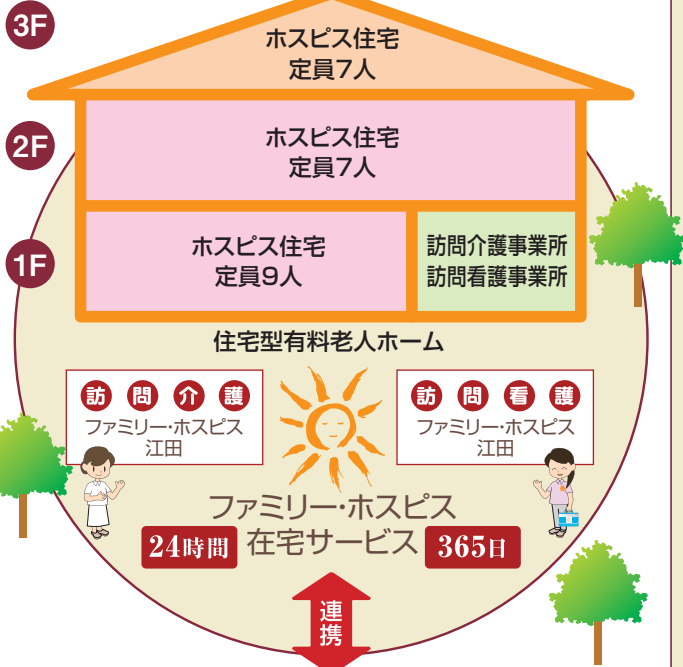 3F
ホスピス住宅
定員7人
2F
ホスピス住宅
定員7人
1F
ホスピス住宅
定員9人
訪問介護事業所
訪問看護事業所
住宅型有料老人ホーム
訪問介護
ファミリー・ホスピス
江田
訪問看護
ファミリー・ホスピス
江田
ファミリー・ホスピス
24時間 在宅サービス 365日
連携